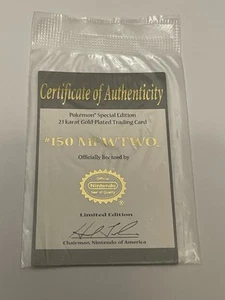 Certificate of Authenticity
Pokémon® Special Edition
23 karat Gold Plated Trading Card
#150 MEWTWO.
Officially licensed by
Official
Nintendo
Seal of Quality
Limited Edition
Chairman, Nintendo of America